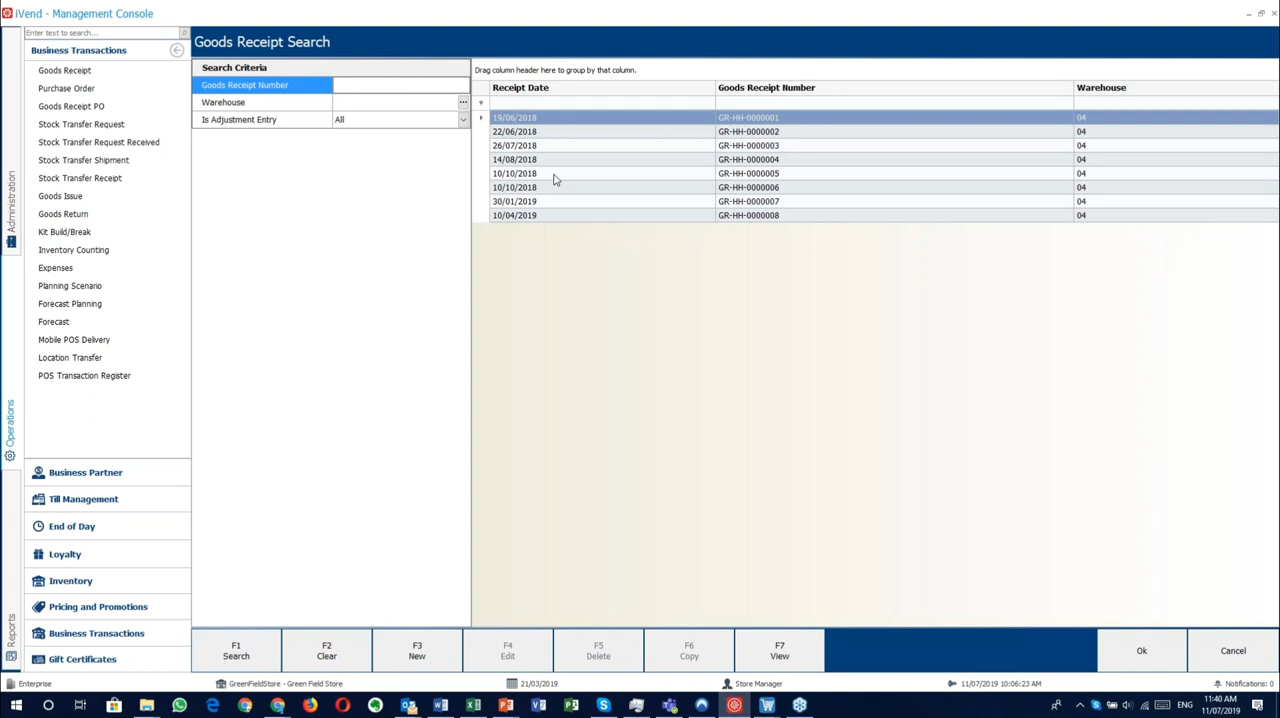 iVend - Management Console
Enter text to search...
Business Transactions
Goods Receipt
Purchase Order
Goods Receipt PO
Stock Transfer Request
Stock Transfer Request Received
Stock Transfer Shipment
Stock Transfer Receipt
Goods Issue
Goods Return
Kit Build/Break
Inventory Counting
Expenses
Planning Scenario
Forecast Planning
Forecast
Mobile POS Delivery
Location Transfer
POS Transaction Register
Business Partner
Till Management
End of Day
Loyalty
Inventory
Pricing and Promotions
Business Transactions
Gift Certificates
Administration
Operations
Reports
Goods Receipt Search
Search Criteria
Goods Receipt Number
Warehouse
Is Adjustment Entry All
Drag column header here to group by that column.
Receipt Date Goods Receipt Number Warehouse
19/06/2018 GR-HH-0000001 04
22/06/2018 GR-HH-0000002 04
26/07/2018 GR-HH-0000003 04
14/08/2018 GR-HH-0000004 04
10/10/2018 GR-HH-0000005 04
10/10/2018 GR-HH-0000006 04
30/01/2019 GR-HH-0000007 04
10/04/2019 GR-HH-0000008 04
F1 Search
F2 Clear
F3 New
F4 Edit
F5 Delete
F6 Copy
F7 View
Ok
Cancel
Enterprise
GreenFieldStore - Green Field Store
21/03/2019
Store Manager
11/07/2019 10:06:23 AM
Notifications: 0
ENG
11:40 AM
11/07/2019